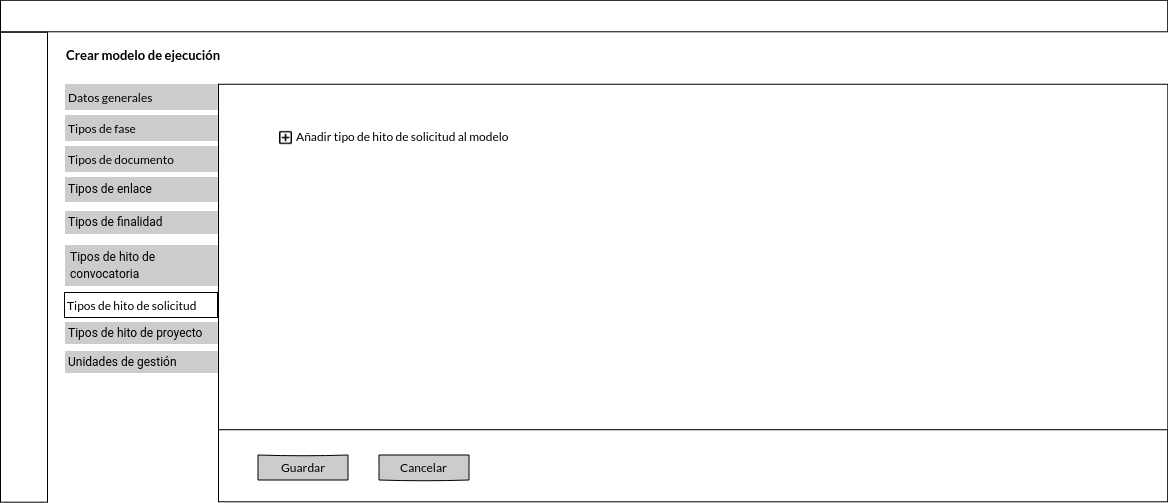 Crear modelo de ejecución
Datos generales
Tipos de fase
Tipos de documento
Tipos de enlace
Tipos de finalidad
Tipos de hito de
convocatoria
Tipos de hito de solicitud
Tipos de hito de proyecto
Unidades de gestión
Añadir tipo de hito de solicitud al modelo
Guardar
Cancelar